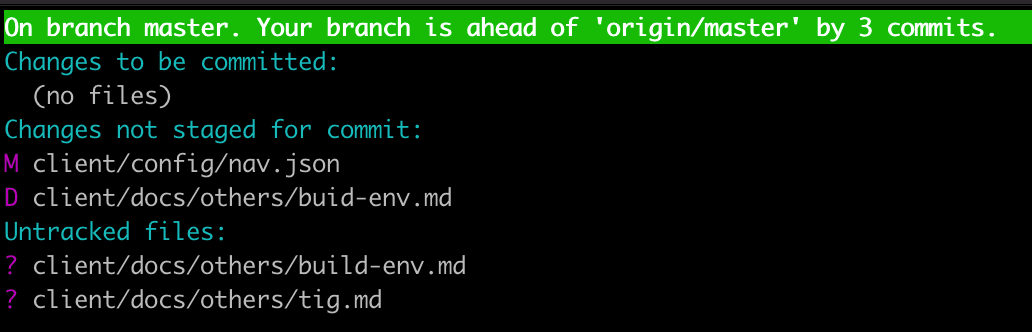 On branch master. Your branch is ahead of 'origin/master' by 3 commits.
Changes to be committed:
(no files)
Changes not staged for commit:
M client/config/nav.json
D client/docs/others/buid-env.md
Untracked files:
? client/docs/others/build-env.md
? client/docs/others/tig.md